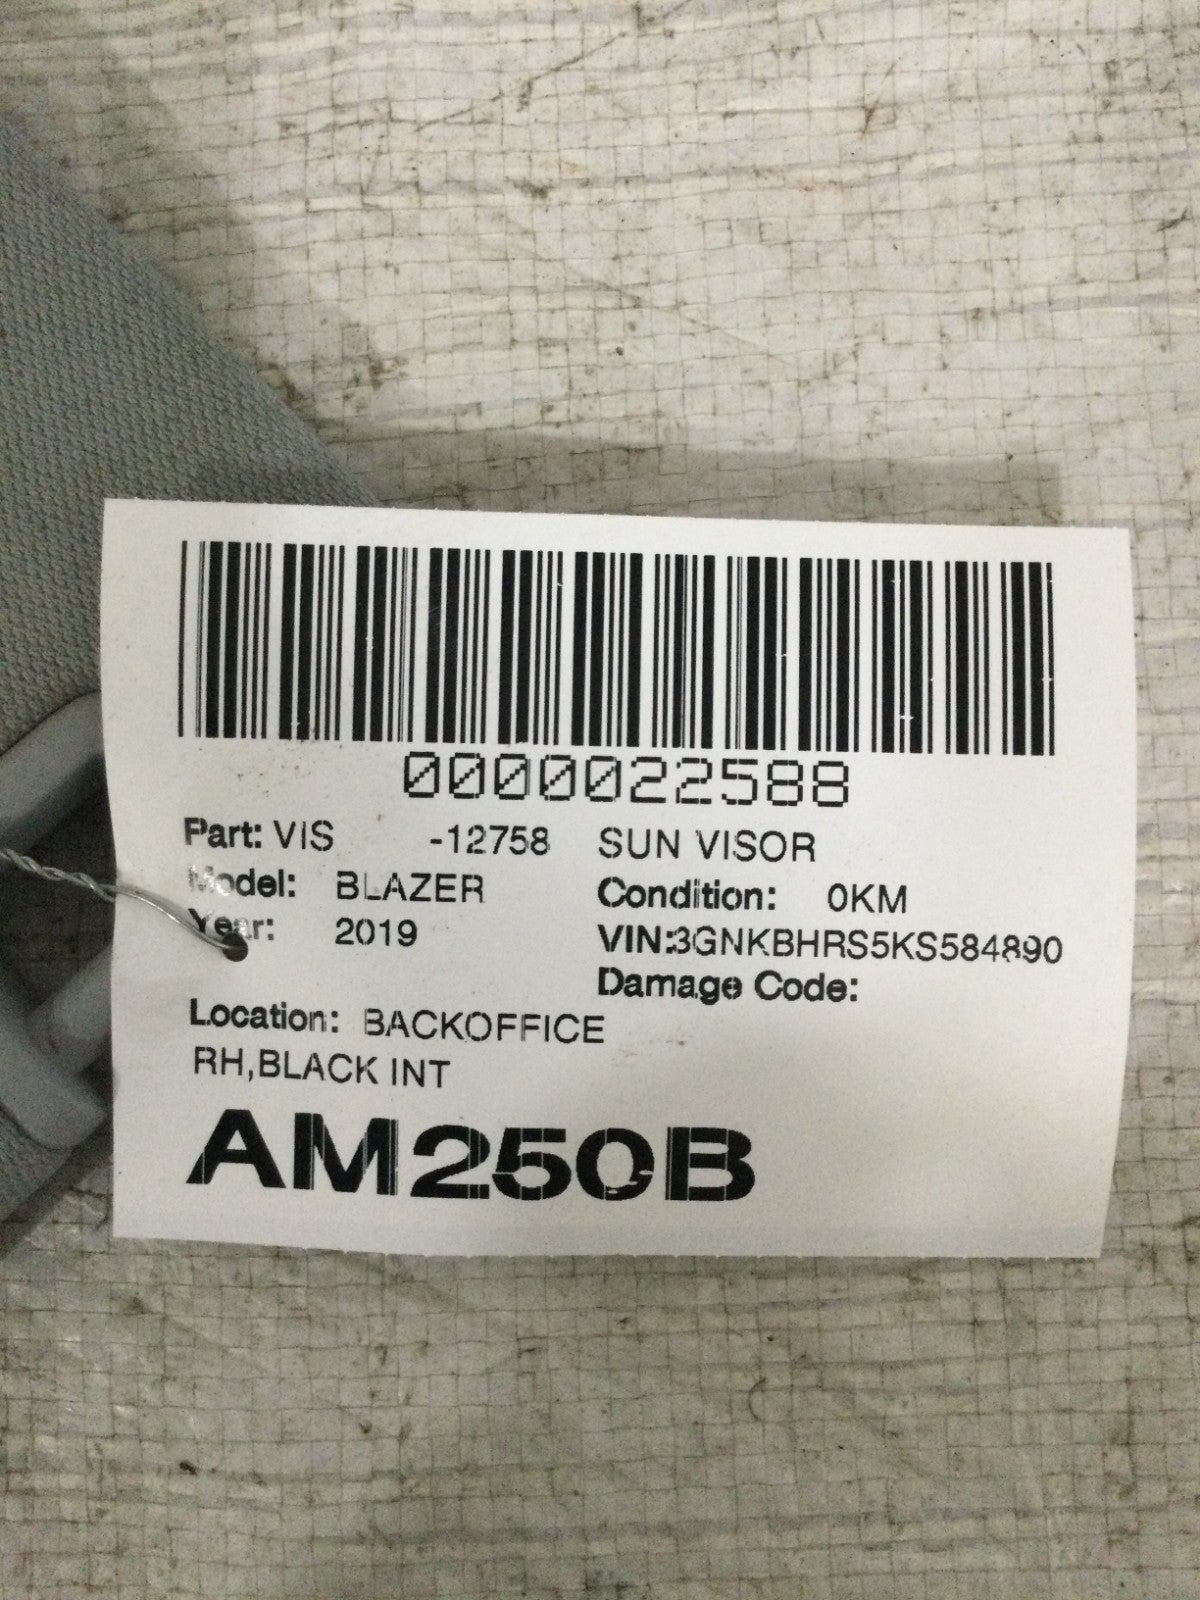 0000022588
Part: VIS -12758 SUN VISOR
Model: BLAZER Condition: 0KM
Year: 2019 VIN:3GNKBHRS5KS584890
Damage Code:
Location: BACKOFFICE
RH,BLACK INT
AM250B